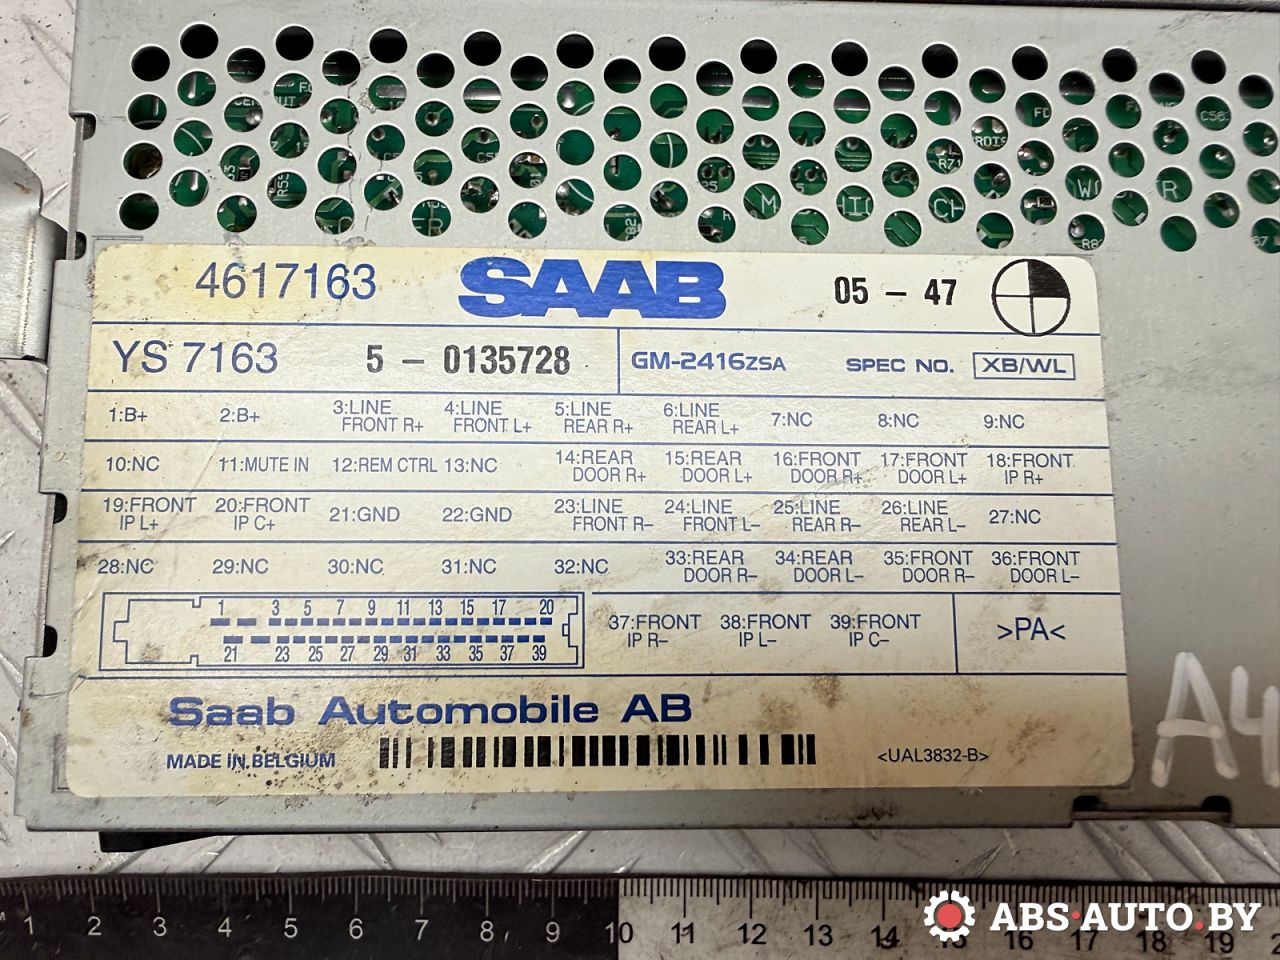 4617163 SAAB 05 – 47
YS 7163 5 – 0135728 GM-2416ZSA SPEC NO. XB/WL
1:B+ 2:B+ 3:LINE FRONT R+ 4:LINE FRONT L+ 5:LINE REAR R+ 6:LINE REAR L+ 7:NC 8:NC 9:NC
10:NC 11:MUTE IN 12:REM CTRL 13:NC 14:REAR DOOR R+ 15:REAR DOOR L+ 16:FRONT DOOR R+ 17:FRONT DOOR L+ 18:FRONT IP R+
19:FRONT IP L+ 20:FRONT IP C+ 21:GND 22:GND 23:LINE FRONT R– 24:LINE FRONT L– 25:LINE REAR R– 26:LINE REAR L– 27:NC
28:NC 29:NC 30:NC 31:NC 32:NC 33:REAR DOOR R– 34:REAR DOOR L– 35:FRONT DOOR R– 36:FRONT DOOR L–
1 3 5 7 9 11 13 15 17 20
21 23 25 27 29 31 33 35 37 39
37:FRONT IP R– 38:FRONT IP L– 39:FRONT IP C– >PA<
Saab Automobile AB
MADE IN BELGIUM <UAL3832-B>
A4
1 2 3 4 5 6 7 8 9 10 11 12 13 14 15 16 17 18 19
ABS-AUTO.BY